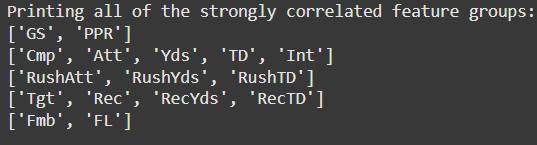 Printing all of the strongly correlated feature groups:
['GS', 'PPR']
['Cmp', 'Att', 'Yds', 'TD', 'Int']
['RushAtt', 'RushYds', 'RushTD']
['Tgt', 'Rec', 'RecYds', 'RecTD']
['Fmb', 'FL']